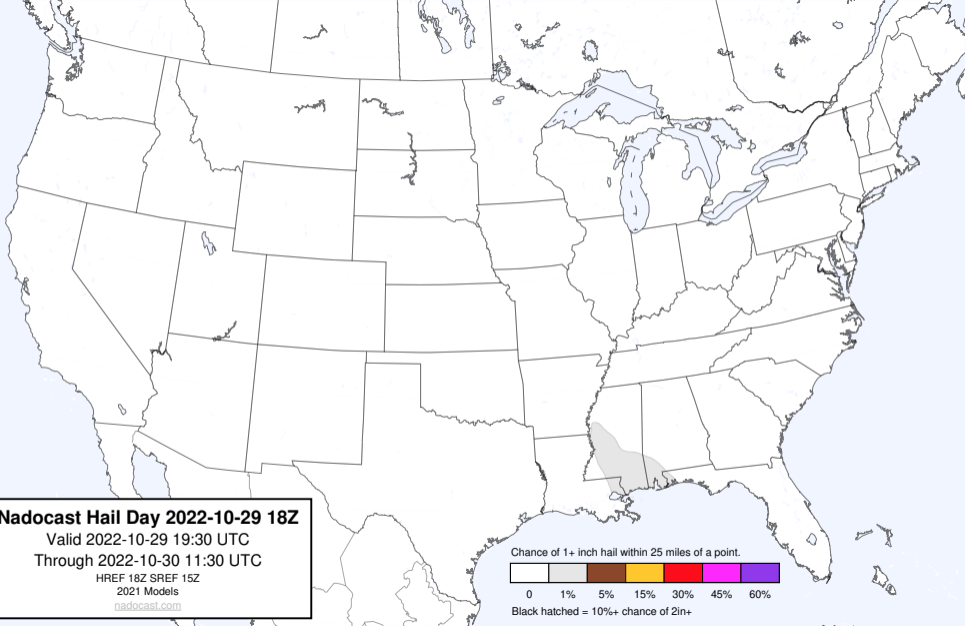 Nadocast Hail Day 2022-10-29 18Z
Valid 2022-10-29 19:30 UTC
Through 2022-10-30 11:30 UTC
HREF 18Z SREF 15Z
2021 Models
nadocast.com
Chance of 1+ inch hail within 25 miles of a point.
0 1% 5% 15% 30% 45% 60%
Black hatched = 10%+ chance of 2in+